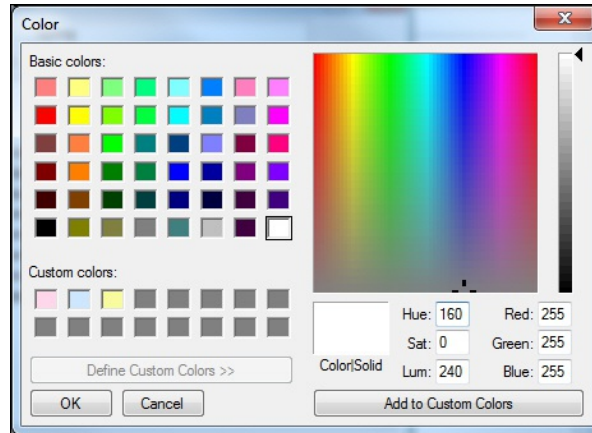 Color
Basic colors:
Custom colors:
Define Custom Colors >>
OK Cancel
Color|Solid
Hue: 160 Red: 255
Sat: 0 Green: 255
Lum: 240 Blue: 255
Add to Custom Colors